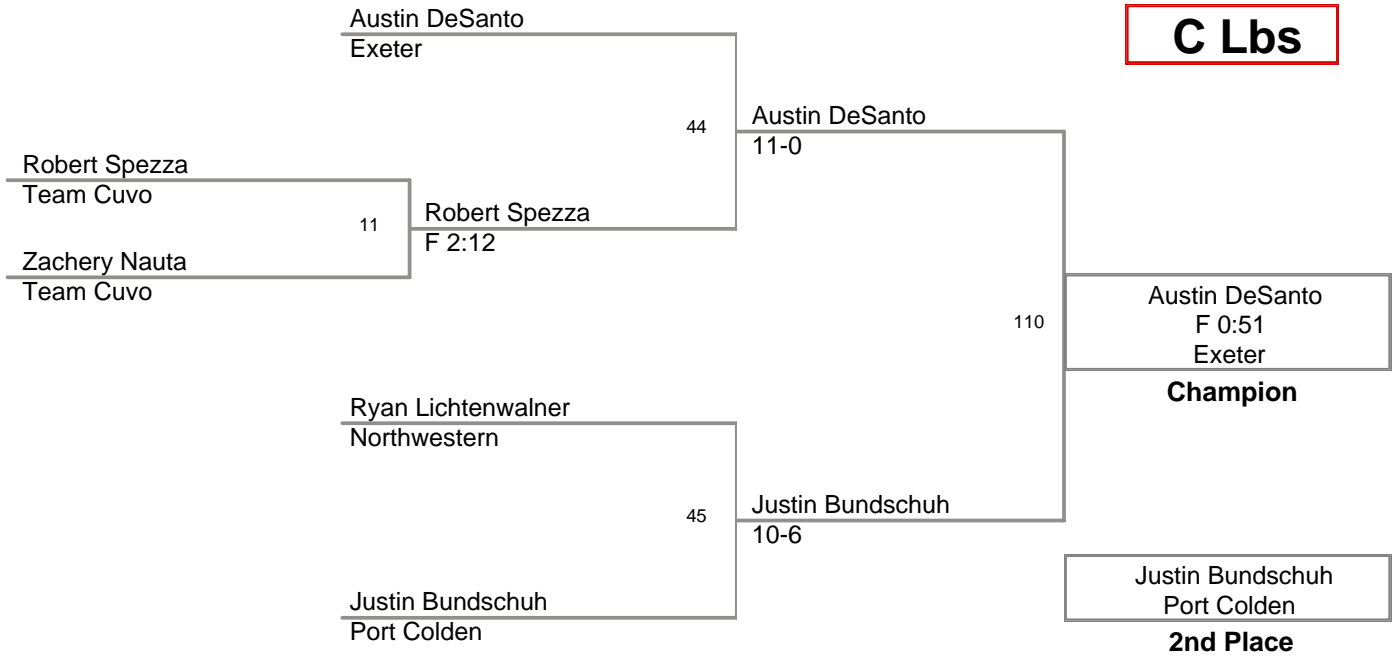 Austin DeSanto
Exeter
C Lbs
44
Austin DeSanto
11-0
Robert Spezza
Team Cuvo
11
Robert Spezza
F 2:12
Zachery Nauta
Team Cuvo
110
Austin DeSanto
F 0:51
Exeter
Champion
Ryan Lichtenwalner
Northwestern
45
Justin Bundschuh
10-6
Justin Bundschuh
Port Colden
Justin Bundschuh
Port Colden
2nd Place